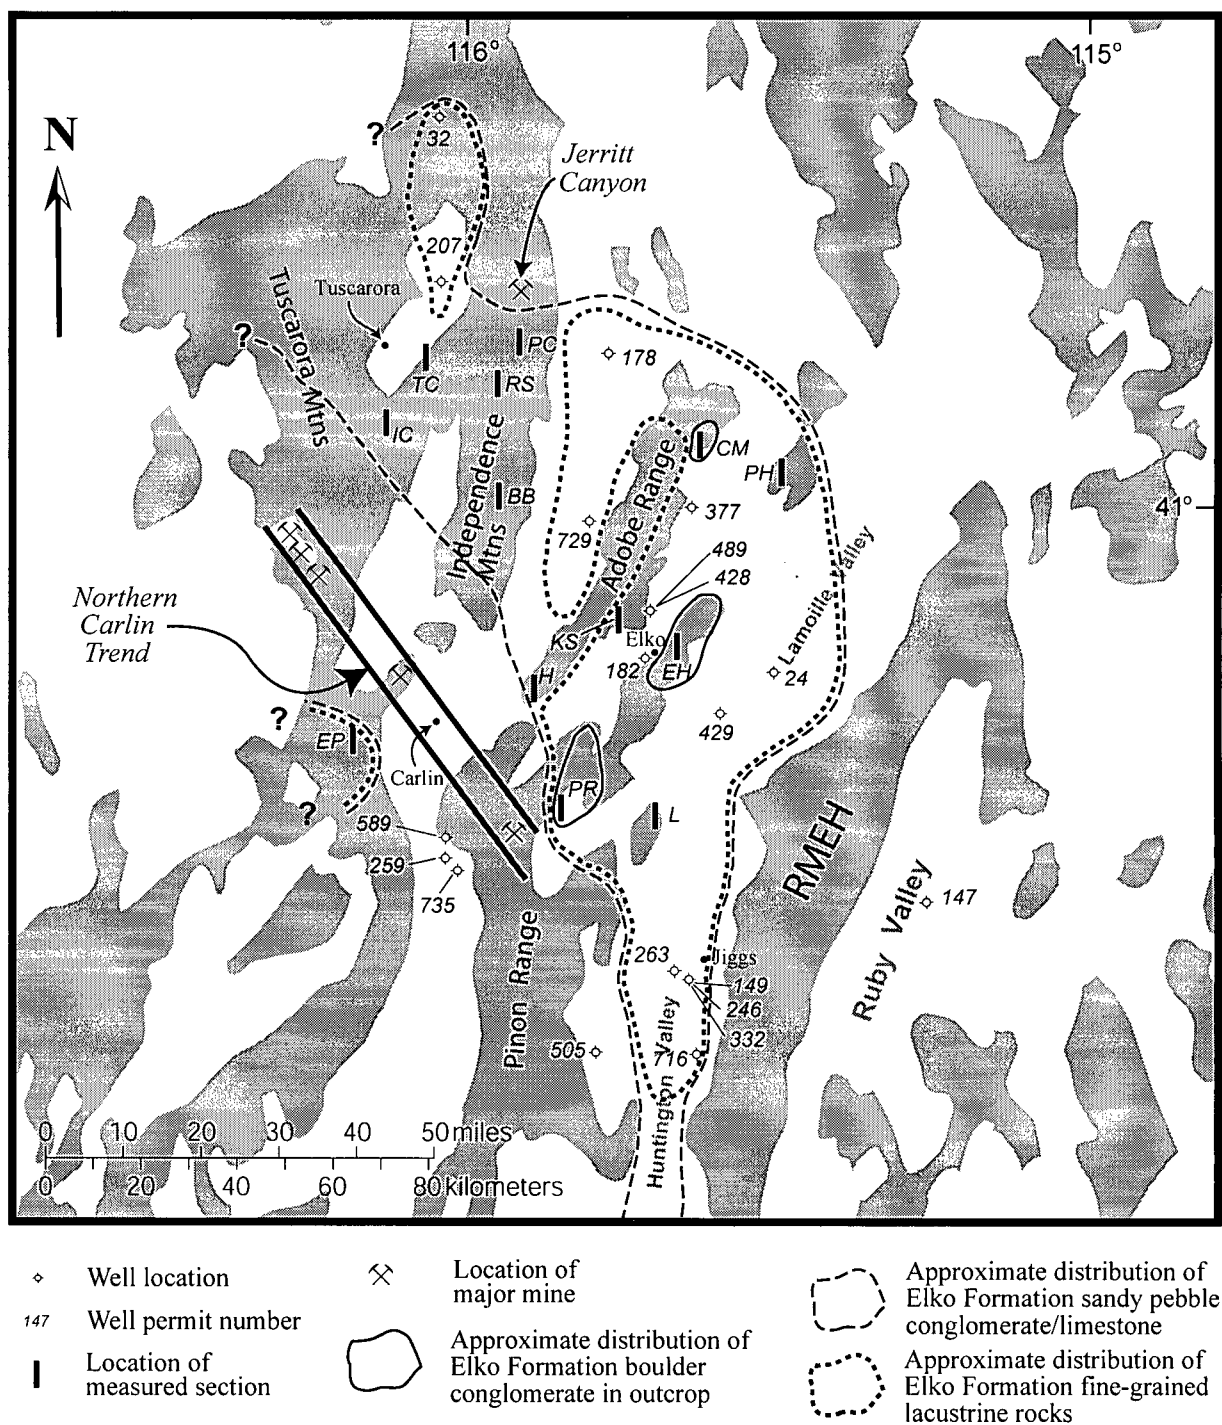 116°
115°
N
?
32
Jerritt
Canyon
207
Tuscarora
Tuscarora Mtns
?
PC
178
TC
RS
IC
CM
PH
Independence
Mtns
BB
Adobe Range
377
41°
729
489
428
Lamoille Valley
Northern
Carlin
Trend
KS
Elko
182
EH
24
H
429
?
EP
Carlin
PR
L
?
589
259
735
RMEH
147
Ruby Valley
Pinon Range
263
Jiggs
149
246
332
505
716
Huntington Valley
0 10 20 30 40 50 miles
0 20 40 60 80 kilometers
Well location
147 Well permit number
Location of
measured section
Location of
major mine
Approximate distribution of
Elko Formation boulder
conglomerate in outcrop
Approximate distribution of
Elko Formation sandy pebble
conglomerate/limestone
Approximate distribution of
Elko Formation fine-grained
lacustrine rocks